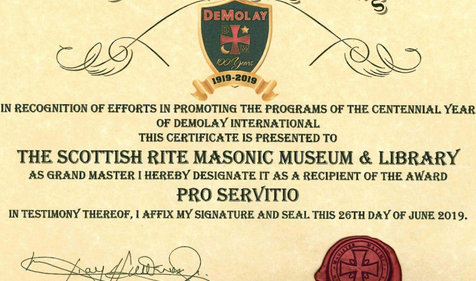 DEMOLAY
100 Years
1919-2019
IN RECOGNITION OF EFFORTS IN PROMOTING THE PROGRAMS OF THE CENTENNIAL YEAR
OF DEMOLAY INTERNATIONAL
THIS CERTIFICATE IS PRESENTED TO
THE SCOTTISH RITE MASONIC MUSEUM & LIBRARY
AS GRAND MASTER I HEREBY DESIGNATE IT AS A RECIPIENT OF THE AWARD
PRO SERVITIO
IN TESTIMONY THEREOF, I AFFIX MY SIGNATURE AND SEAL THIS 26TH DAY OF JUNE 2019.